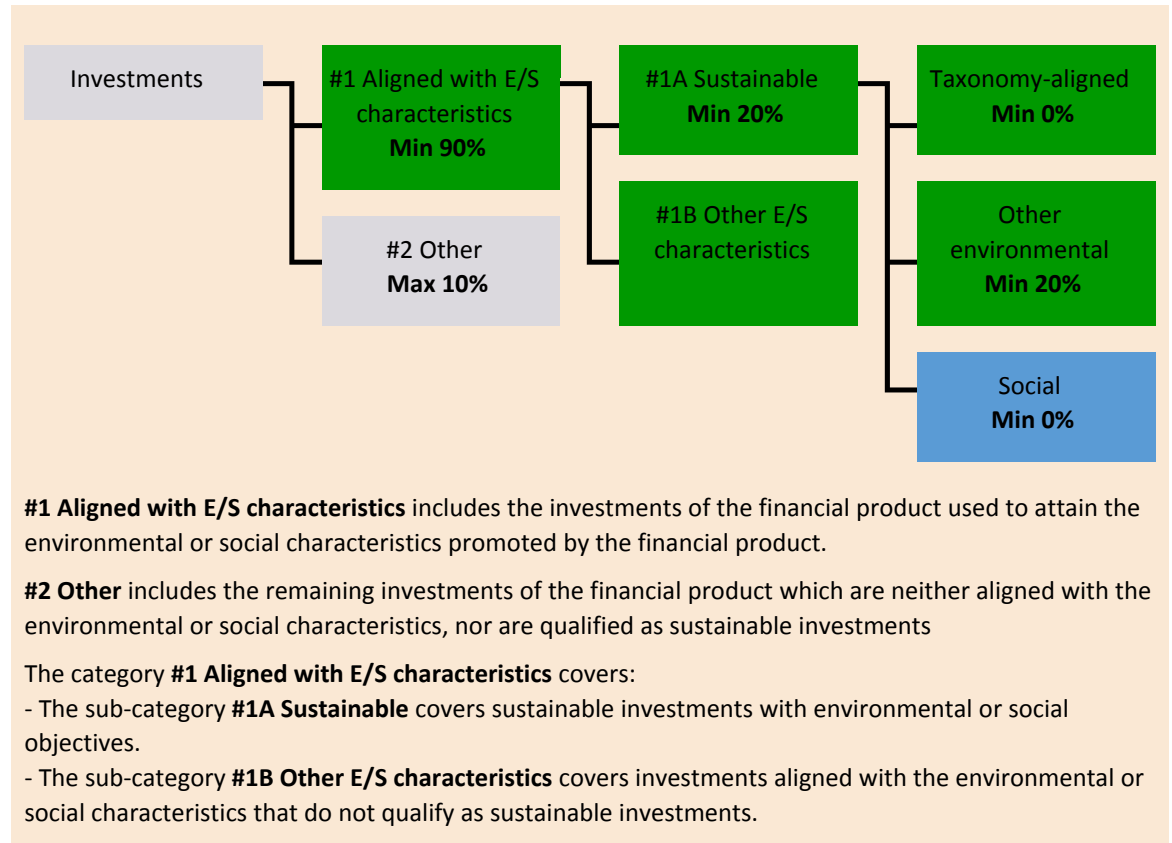 Investments
#1 Aligned with E/S
characteristics
Min 90%
#2 Other
Max 10%
#1A Sustainable
Min 20%
#1B Other E/S
characteristics
Taxonomy-aligned
Min 0%
Other
environmental
Min 20%
Social
Min 0%
#1 Aligned with E/S characteristics includes the investments of the financial product used to attain the
environmental or social characteristics promoted by the financial product.
#2 Other includes the remaining investments of the financial product which are neither aligned with the
environmental or social characteristics, nor are qualified as sustainable investments
The category #1 Aligned with E/S characteristics covers:
- The sub-category #1A Sustainable covers sustainable investments with environmental or social
objectives.
- The sub-category #1B Other E/S characteristics covers investments aligned with the environmental or
social characteristics that do not qualify as sustainable investments.